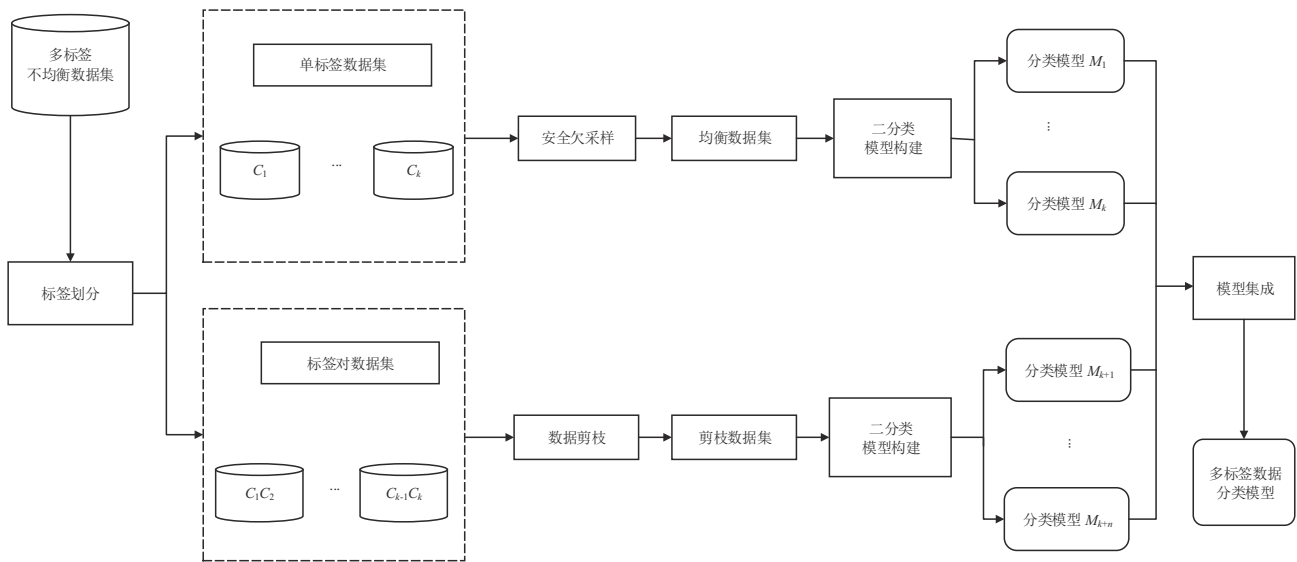 多标签
不均衡数据集
标签划分
单标签数据集
C1
...
Ck
安全欠采样
均衡数据集
二分类
模型构建
分类模型 M1
⋮
分类模型 Mk
标签对数据集
C1C2
...
Ck-1Ck
数据剪枝
剪枝数据集
二分类
模型构建
分类模型 Mk+1
⋮
分类模型 Mk+n
模型集成
多标签数据
分类模型